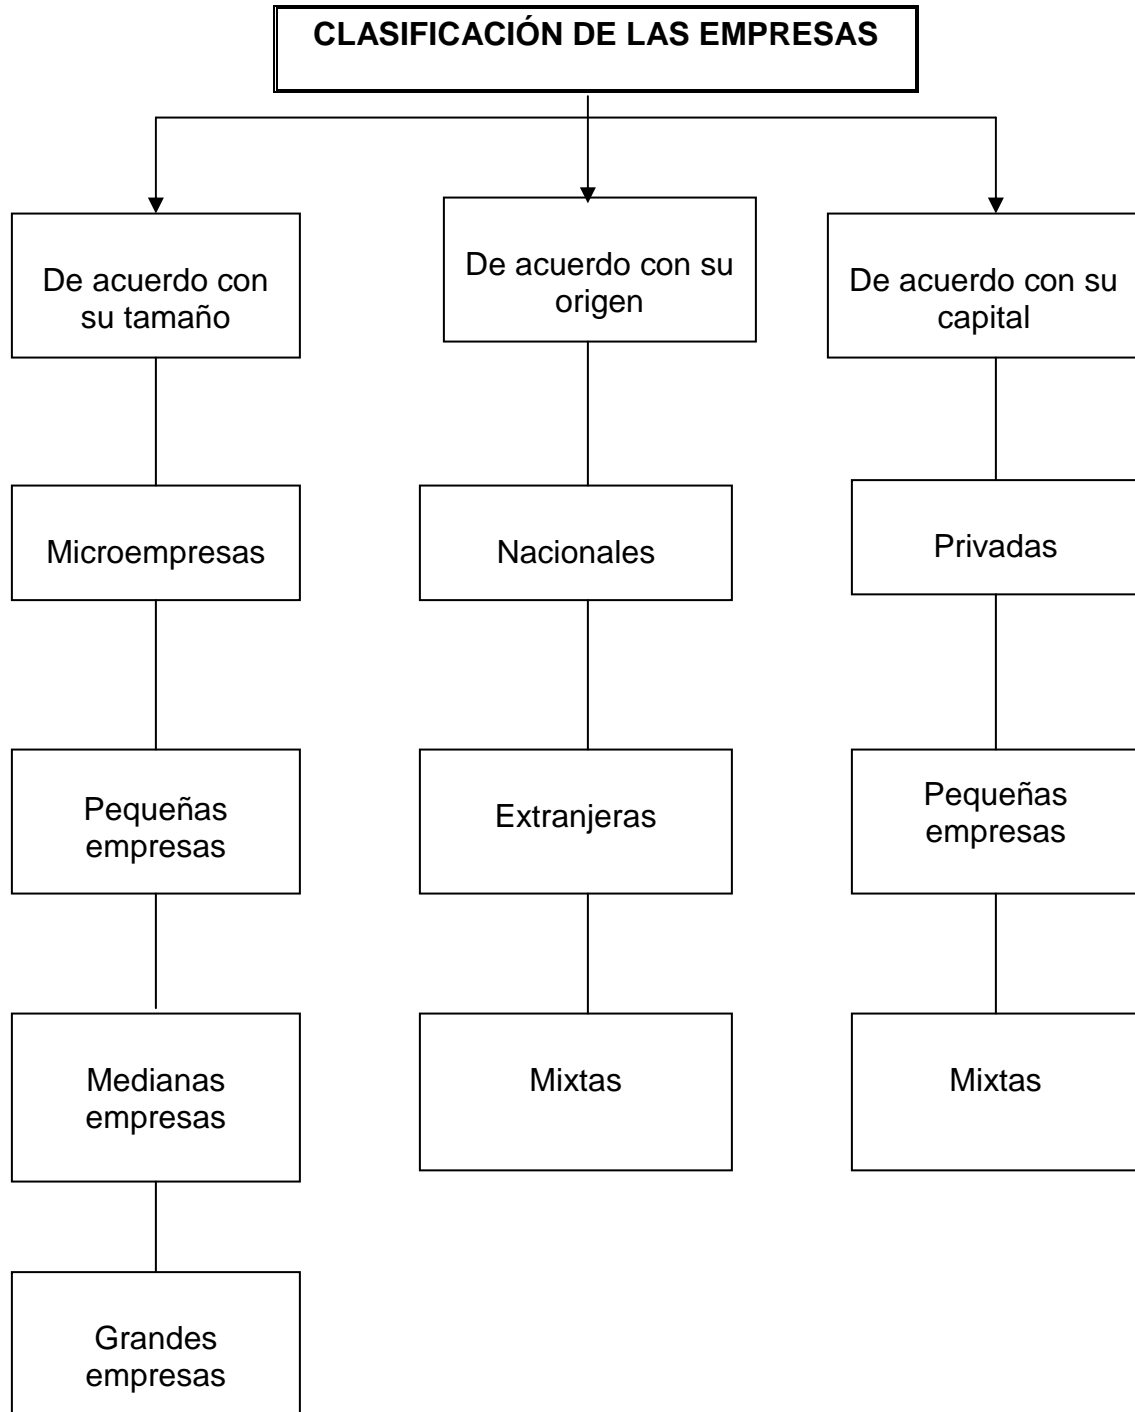 CLASIFICACIÓN DE LAS EMPRESAS
De acuerdo con
su tamaño
De acuerdo con su
origen
De acuerdo con su
capital
Microempresas
Nacionales
Privadas
Pequeñas
empresas
Extranjeras
Pequeñas
empresas
Medianas
empresas
Mixtas
Mixtas
Grandes
empresas